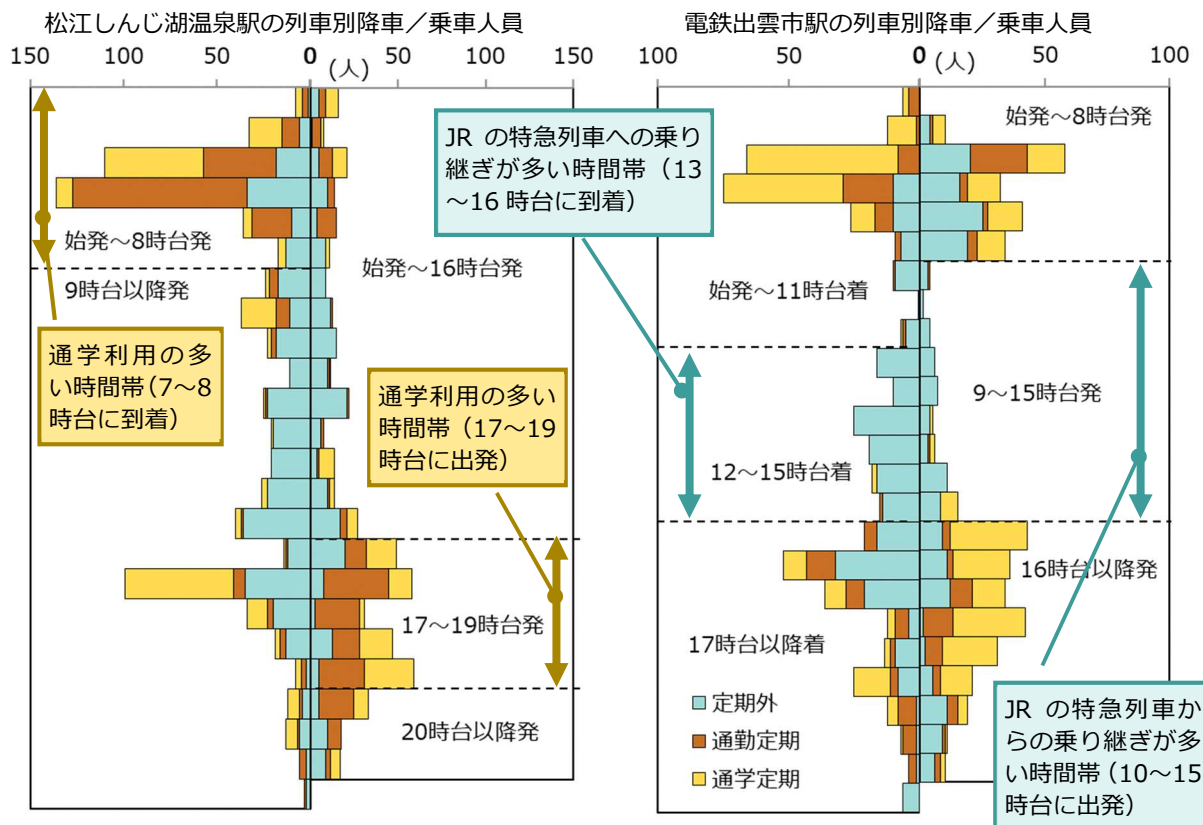 松江しんじ湖温泉駅の列車別降車／乗車人員
150 100 50 0 50 100 150
(人)
始発～8時台発
9時台以降発
始発～16時台発
17～19時台発
20時台以降発
通学利用の多
い時間帯（7～8
時台に到着）
通学利用の多い
時間帯（17～19
時台に出発）
電鉄出雲市駅の列車別降車／乗車人員
100 50 0 50 100
(人)
始発～8時台発
JR の特急列車への乗り
継ぎが多い時間帯（13
～16 時台に到着）
始発～11時台着
9～15時台発
12～15時台着
16時台以降発
17時台以降着
定期外
通勤定期
通学定期
JR の特急列車か
らの乗り継ぎが多
い時間帯（10～15
時台に出発）